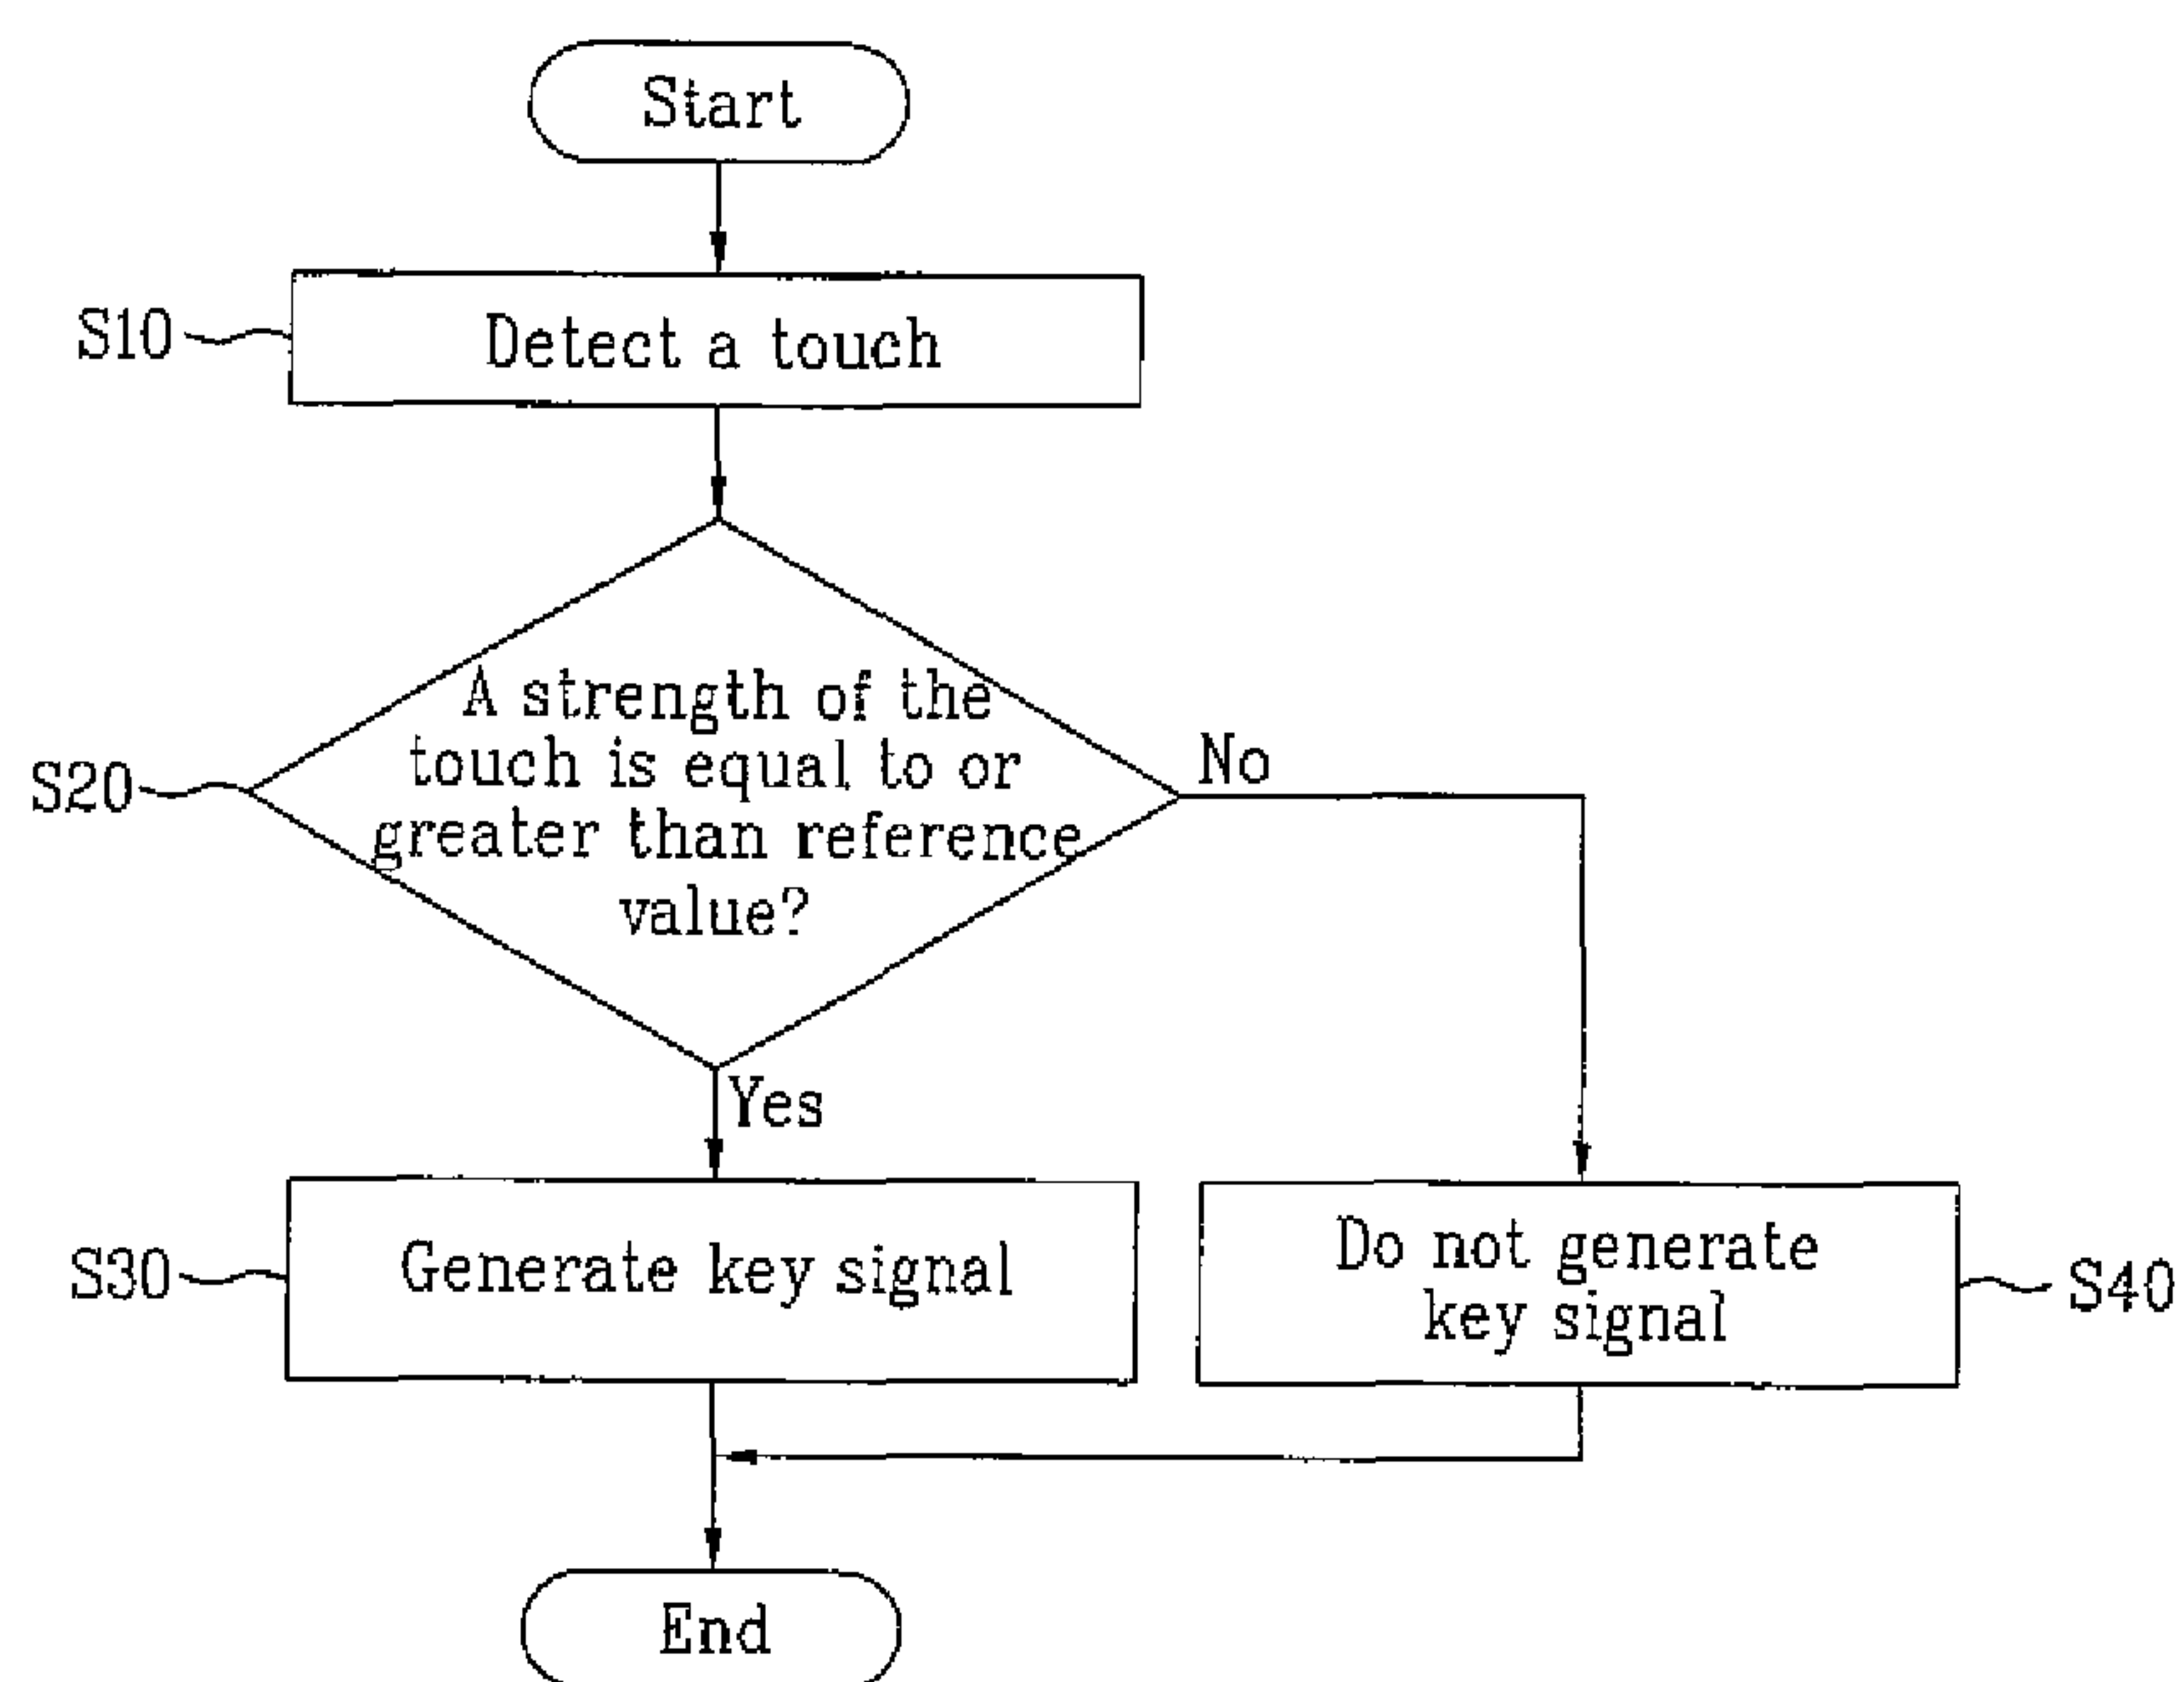 Start
S10
Detect a touch
S20
A strength of the
touch is equal to or
greater than reference
value?
No
Yes
S30
Generate key signal
Do not generate
key signal
S40
End